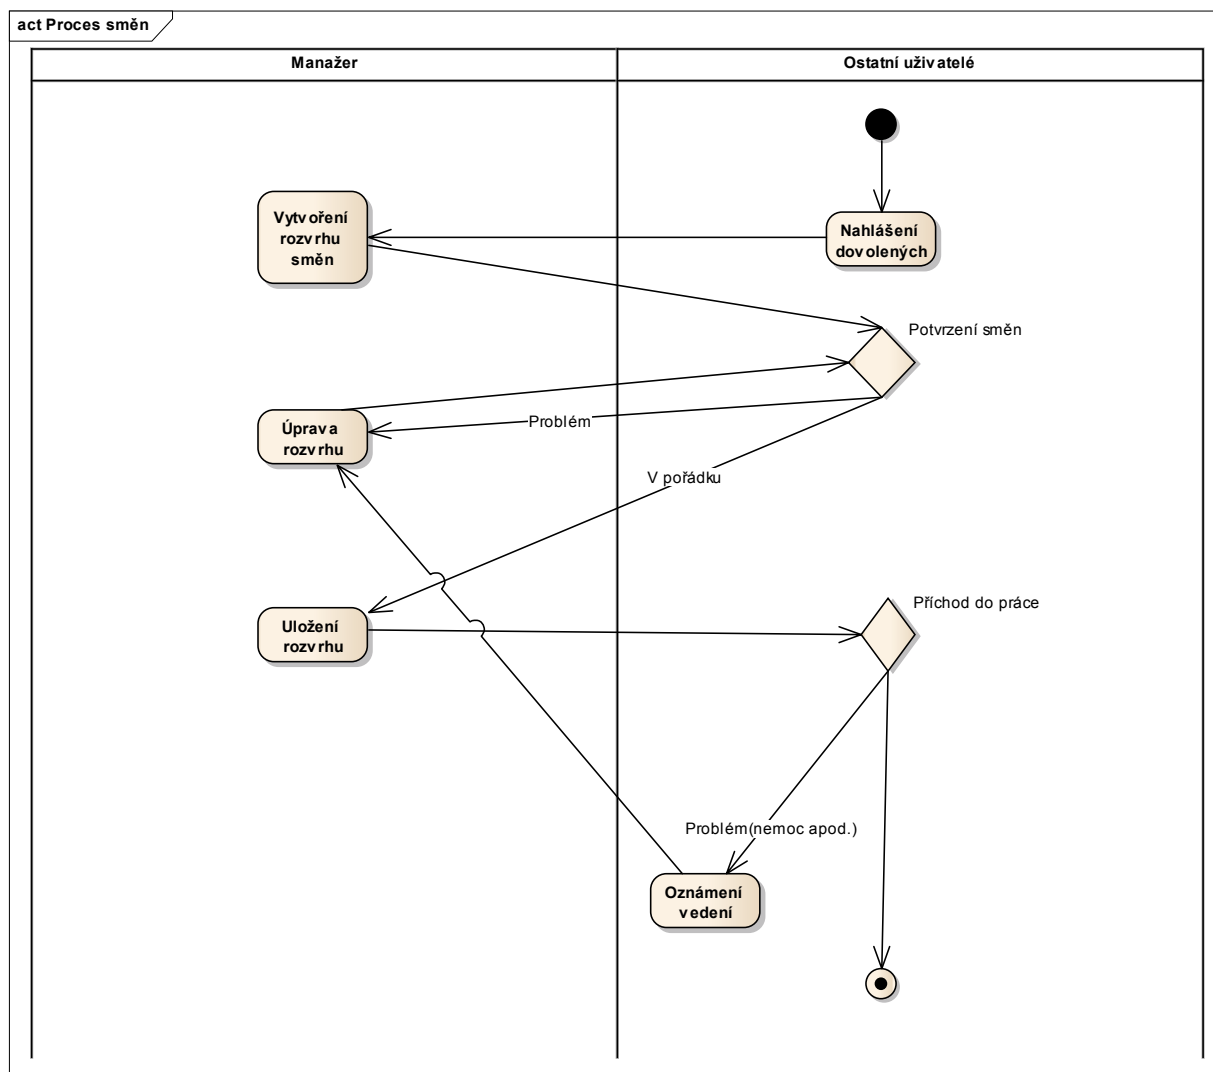 act Proces směn
Manažer
Ostatní uživatelé
Vytvoření
rozvrhu
směn
Nahlášení
dovolených
Potvrzení směn
Úprava
rozvrhu
Problém
V pořádku
Příchod do práce
Uložení
rozvrhu
Problém(nemoc apod.)
Oznámení
vedení